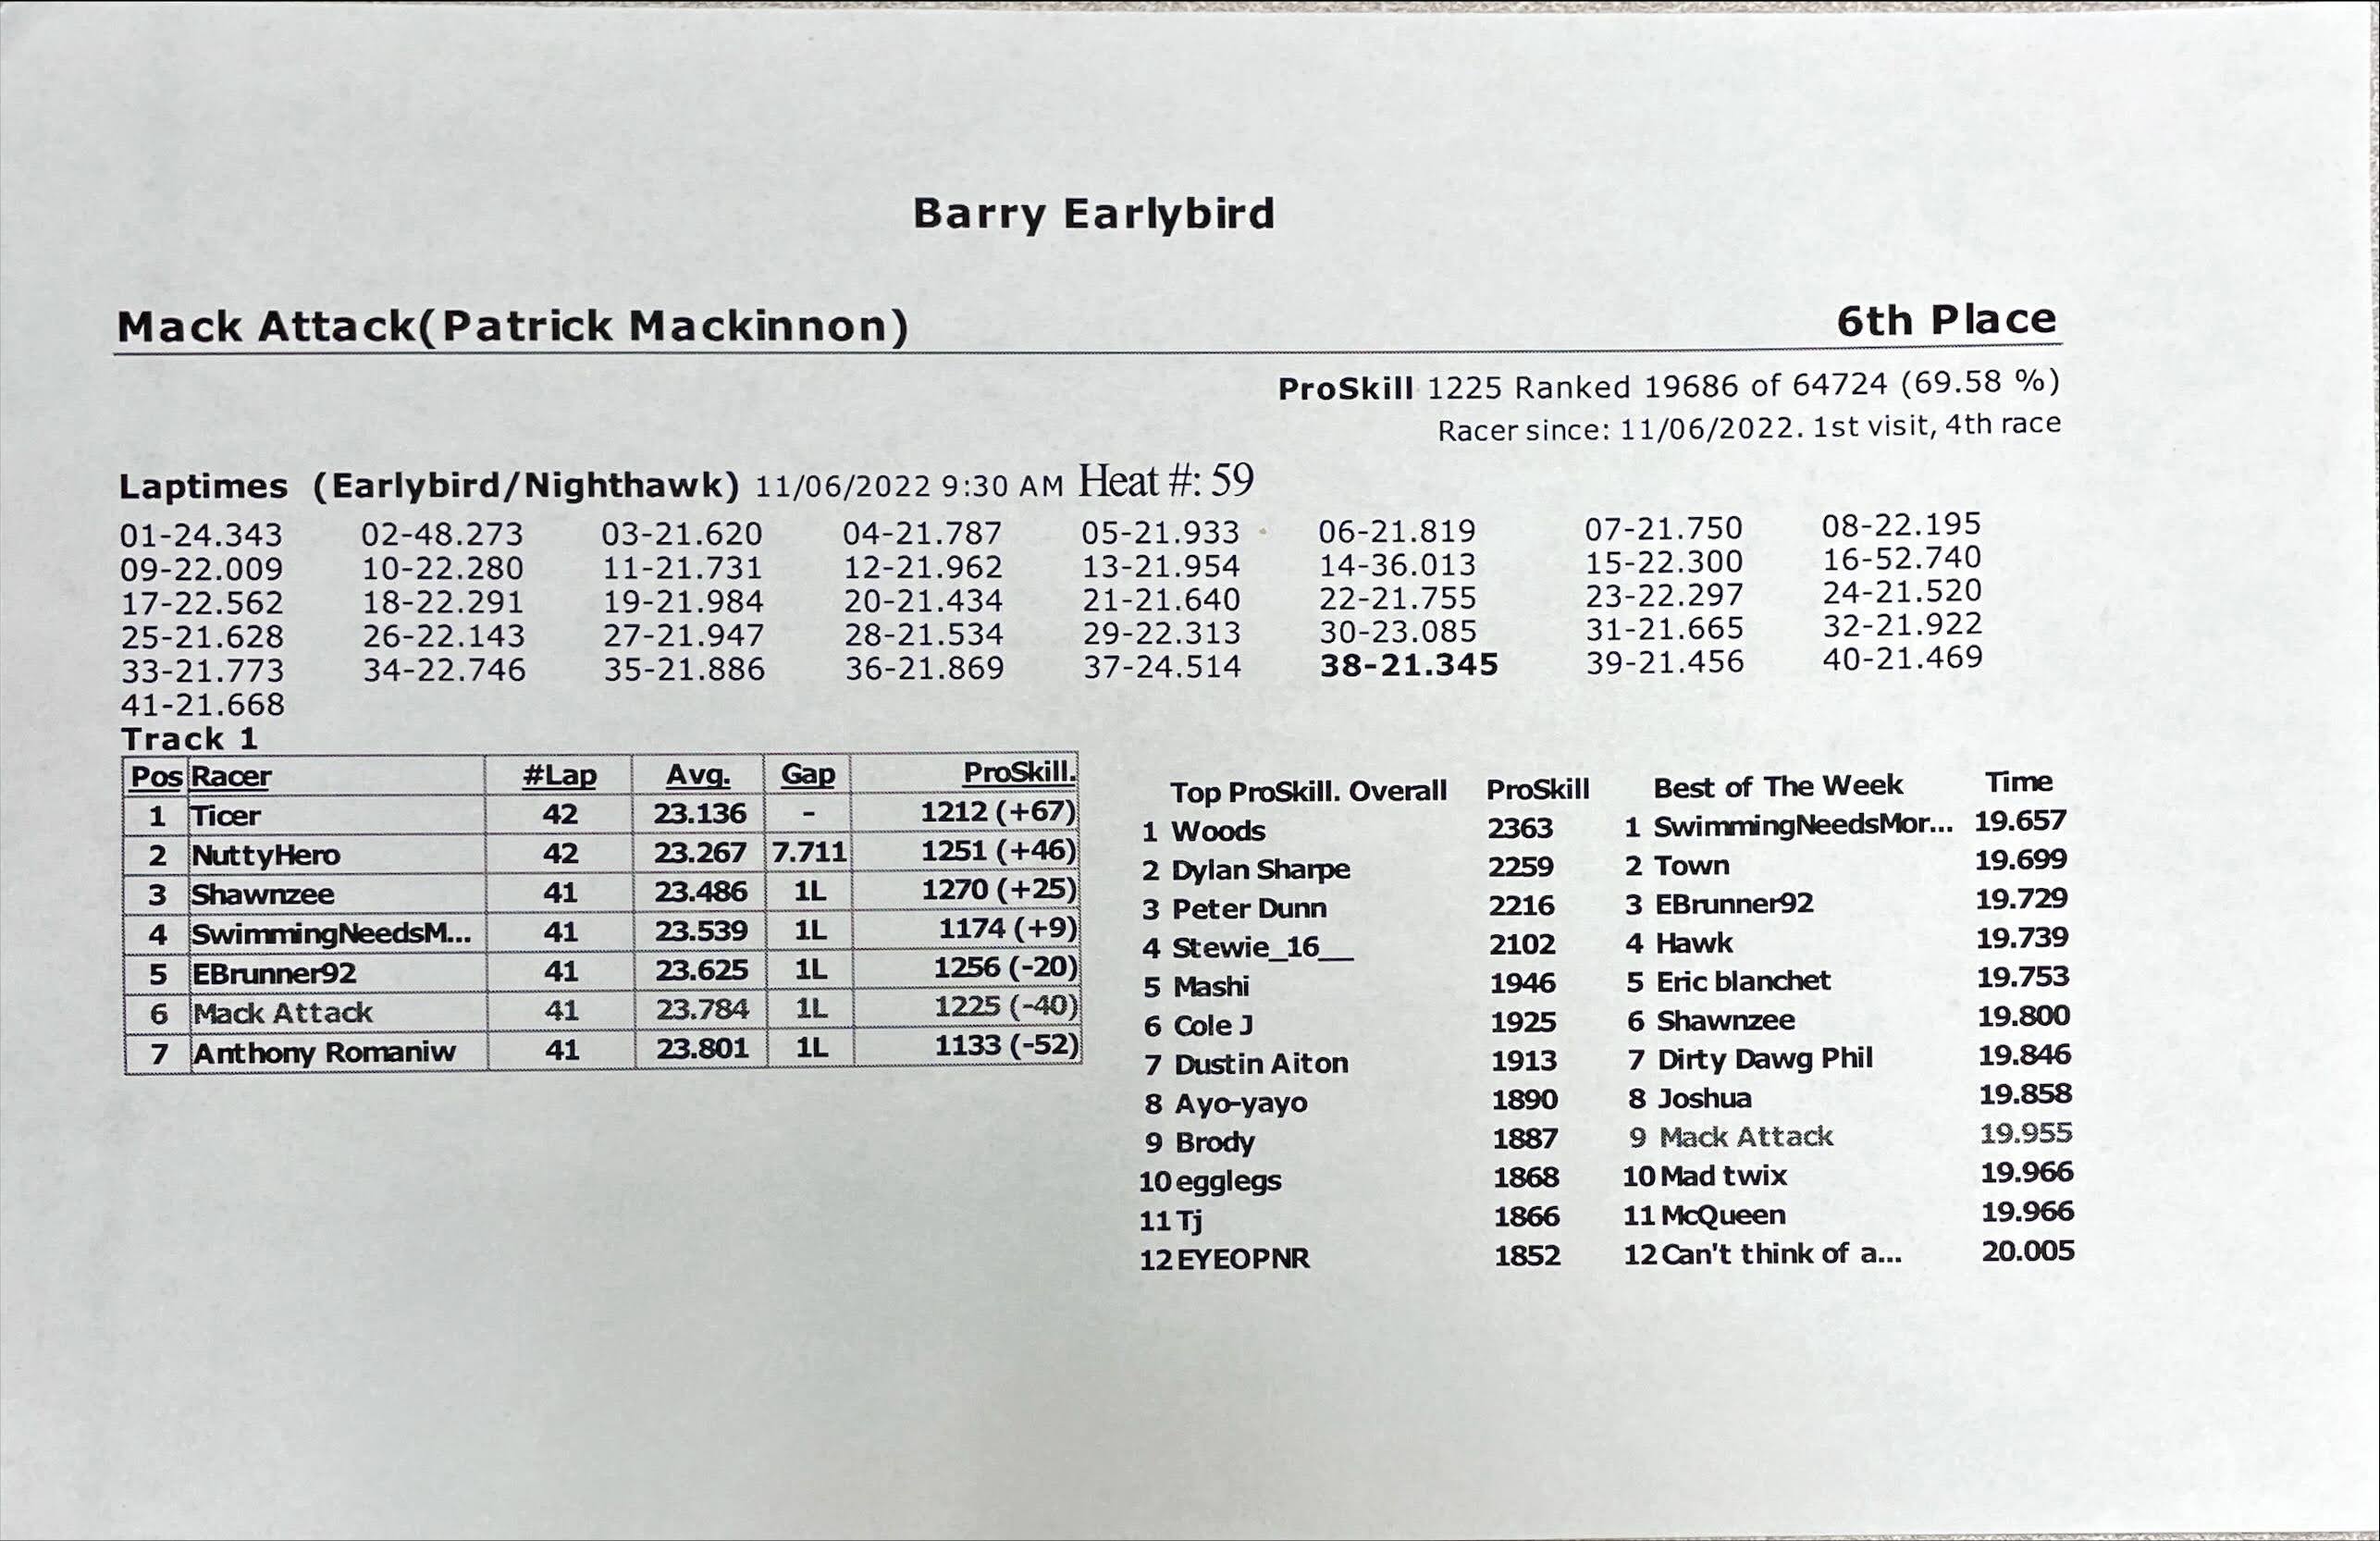 Barry Earlybird
Mack Attack(Patrick Mackinnon) 6th Place
ProSkill 1225 Ranked 19686 of 64724 (69.58 %)
Racer since: 11/06/2022. 1st visit, 4th race
Laptimes (Earlybird/Nighthawk) 11/06/2022 9:30 AM Heat #: 59
01-24.343 02-48.273 03-21.620 04-21.787 05-21.933 06-21.819 07-21.750 08-22.195
09-22.009 10-22.280 11-21.731 12-21.962 13-21.954 14-36.013 15-22.300 16-52.740
17-22.562 18-22.291 19-21.984 20-21.434 21-21.640 22-21.755 23-22.297 24-21.520
25-21.628 26-22.143 27-21.947 28-21.534 29-22.313 30-23.085 31-21.665 32-21.922
33-21.773 34-22.746 35-21.886 36-21.869 37-24.514 38-21.345 39-21.456 40-21.469
41-21.668
Track 1
Pos Racer #Lap Avg. Gap ProSkill.
1 Ticer 42 23.136 - 1212 (+67)
2 NuttyHero 42 23.267 7.711 1251 (+46)
3 Shawnzee 41 23.486 1L 1270 (+25)
4 SwimmingNeedsM... 41 23.539 1L 1174 (+9)
5 EBrunner92 41 23.625 1L 1256 (-20)
6 Mack Attack 41 23.784 1L 1225 (-40)
7 Anthony Romaniw 41 23.801 1L 1133 (-52)
Top ProSkill. Overall ProSkill
1 Woods 2363
2 Dylan Sharpe 2259
3 Peter Dunn 2216
4 Stewie_16__ 2102
5 Mashi 1946
6 Cole J 1925
7 Dustin Aiton 1913
8 Ayo-yayo 1890
9 Brody 1887
10 egglegs 1868
11 Tj 1866
12 EYEOPNR 1852
Best of The Week Time
1 SwimmingNeedsMor... 19.657
2 Town 19.699
3 EBrunner92 19.729
4 Hawk 19.739
5 Eric blanchet 19.753
6 Shawnzee 19.800
7 Dirty Dawg Phil 19.846
8 Joshua 19.858
9 Mack Attack 19.955
10 Mad twix 19.966
11 McQueen 19.966
12 Can't think of a... 20.005